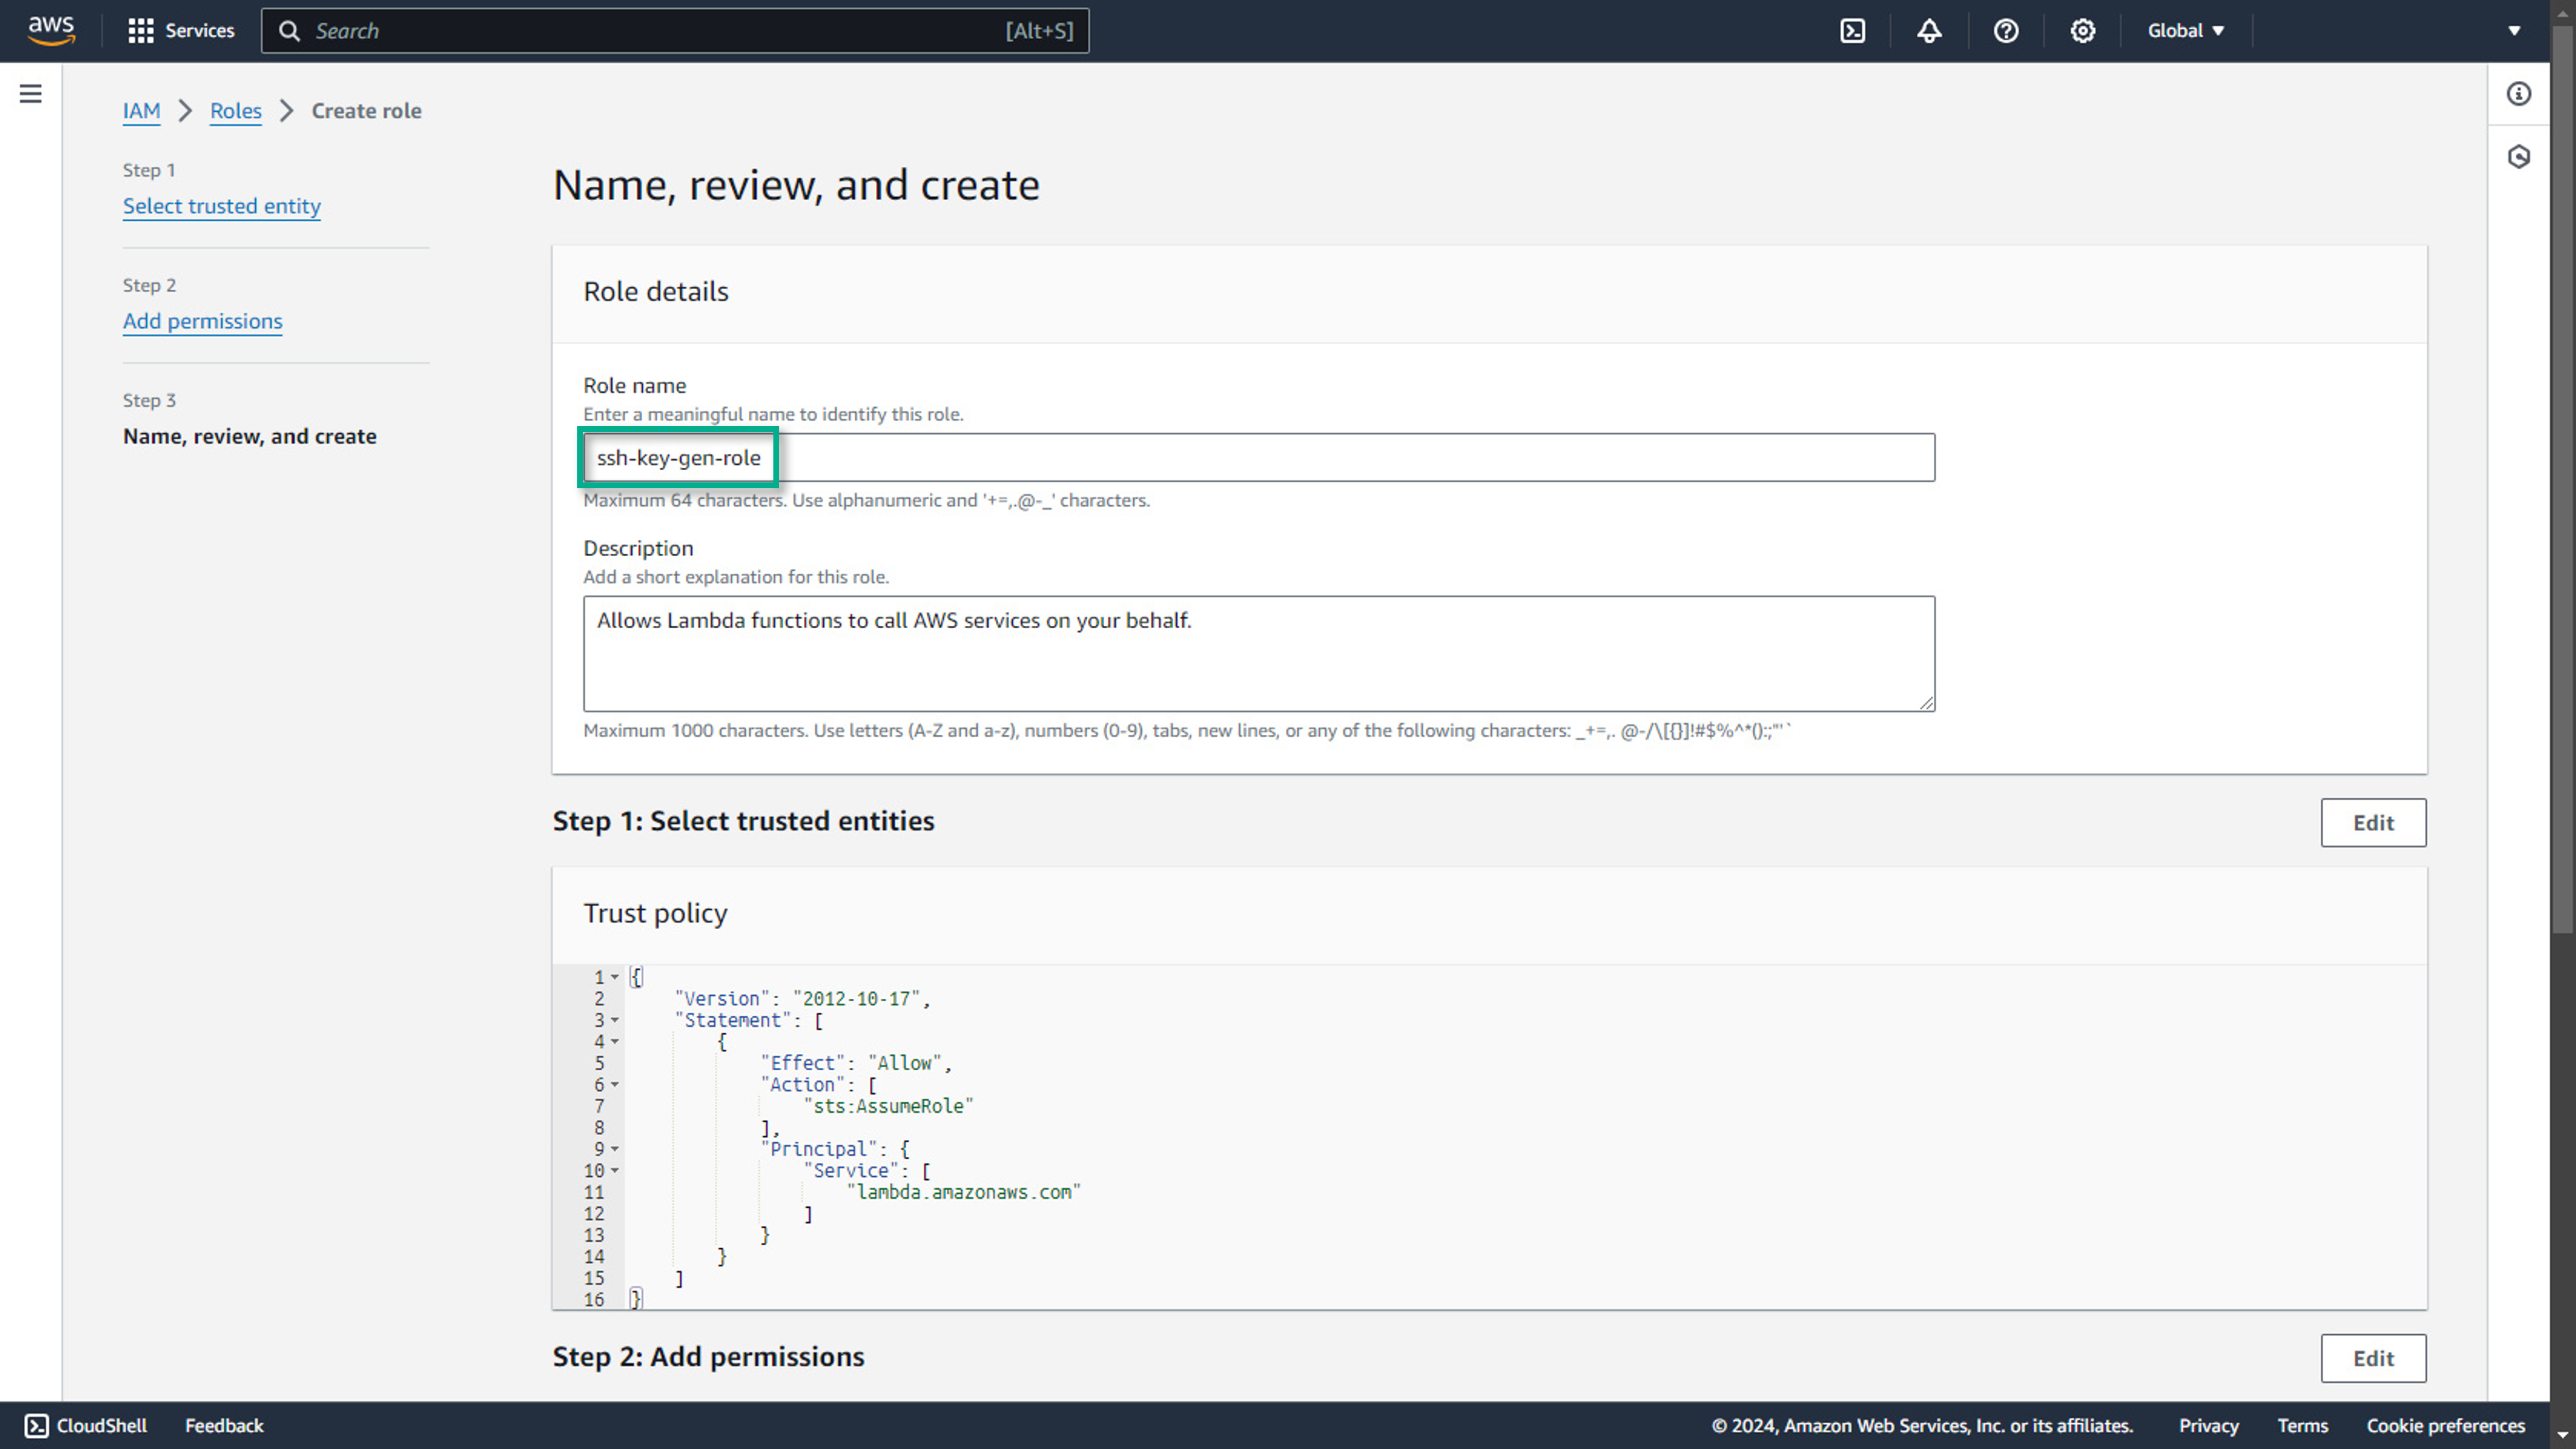 aws Services Search [Alt+S] Global
IAM Roles Create role
Step 1
Select trusted entity
Step 2
Add permissions
Step 3
Name, review, and create
Name, review, and create
Role details
Role name
Enter a meaningful name to identify this role.
ssh-key-gen-role
Maximum 64 characters. Use alphanumeric and '+=,.@-_' characters.
Description
Add a short explanation for this role.
Allows Lambda functions to call AWS services on your behalf.
Maximum 1000 characters. Use letters (A-Z and a-z), numbers (0-9), tabs, new lines, or any of the following characters: _+=,. @-/\[{}]!#$%^*();:"'`
Step 1: Select trusted entities Edit
Trust policy
1 {
2 "Version": "2012-10-17",
3 "Statement": [
4 {
5 "Effect": "Allow",
6 "Action": [
7 "sts:AssumeRole"
8 ],
9 "Principal": {
10 "Service": [
11 "lambda.amazonaws.com"
12 ]
13 }
14 }
15 ]
16 }
Step 2: Add permissions Edit
CloudShell Feedback © 2024, Amazon Web Services, Inc. or its affiliates. Privacy Terms Cookie preferences